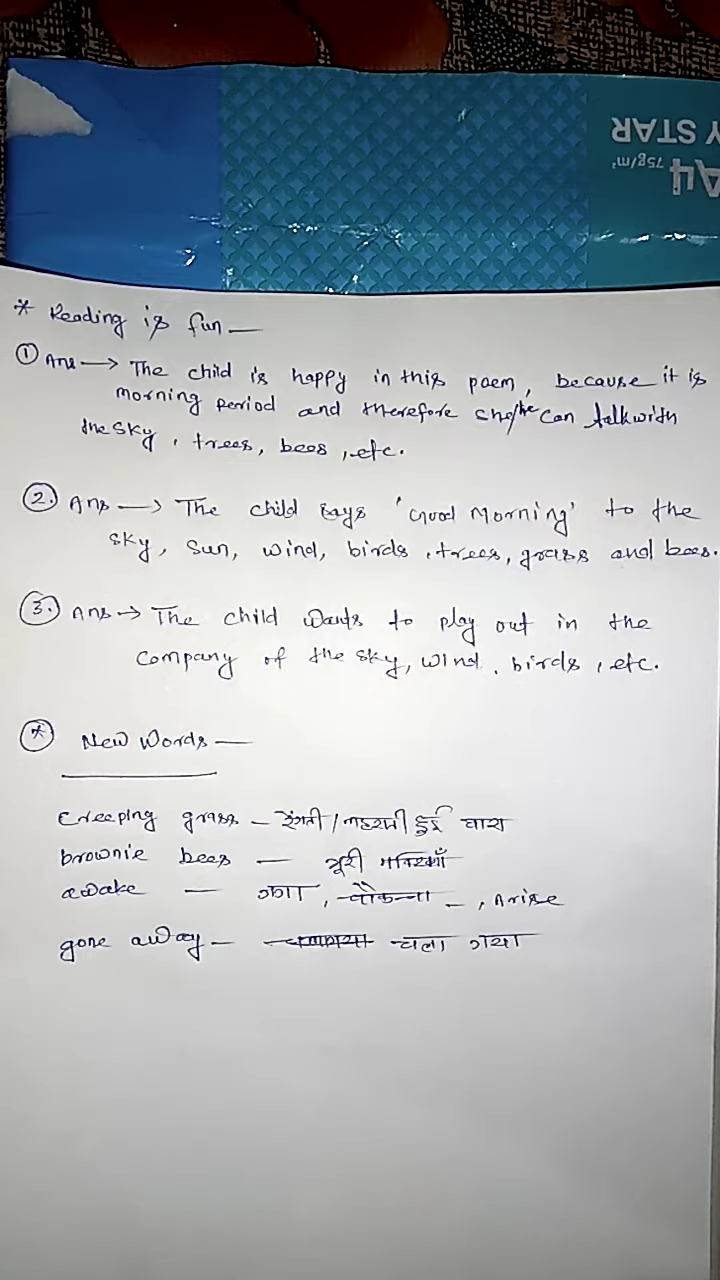 Y STAR
A4 75g/m²
* Reading is fun —
① Ans → The child is happy in this poem, because it is
morning period and therefore she/he can talk with
the sky, trees, bees, etc.
②. Ans → The child says 'Good Morning' to the
sky, sun, wind, birds, trees, grass and bees.
③. Ans → The child wants to play out in the
company of the sky, wind, birds, etc.
* New Words —
Creeping grass – रेंगती/लहराती हुई घास
brownie bees — भूरी मक्खियाँ
awake — जगा, चौकन्ना –, Arise
gone away – चला गया